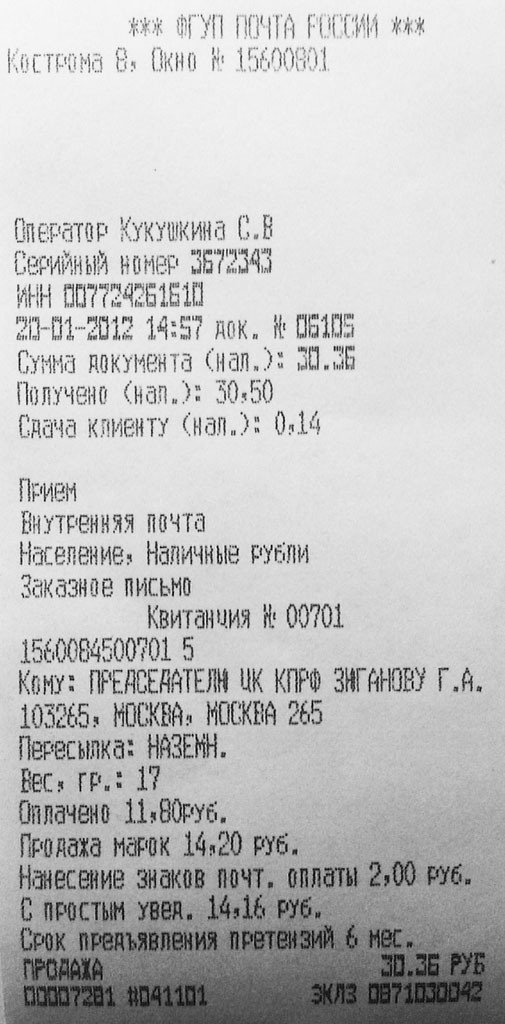 *** ФГУП ПОЧТА РОССИИ ***
Кострома 8, Окно № 15600801
Оператор Кукушкина С.В
Серийный номер 3672343
ИНН 007724261610
20-01-2012 14:57 док. № 06105
Сумма документа (нал.): 30.36
Получено (нал.): 30,50
Сдача клиенту (нал.): 0,14
Прием
Внутренняя почта
Население, Наличные рубли
Заказное письмо
Квитанция № 00701
1560084500701 5
Кому: ПРЕДСЕДАТЕЛЮ ЦК КПРФ ЗЮГАНОВУ Г.А.
103265, МОСКВА, МОСКВА 265
Пересылка: НАЗЕМН.
Вес, гр.: 17
Оплачено 11,80руб.
Продажа марок 14,20 руб.
Нанесение знаков почт. оплаты 2,00 руб.
С простым увед. 14,16 руб.
Срок предъявления претензий 6 мес.
ПРОДАЖА 30.36 РУБ
00007281 #041101 ЭКЛЗ 0871030042